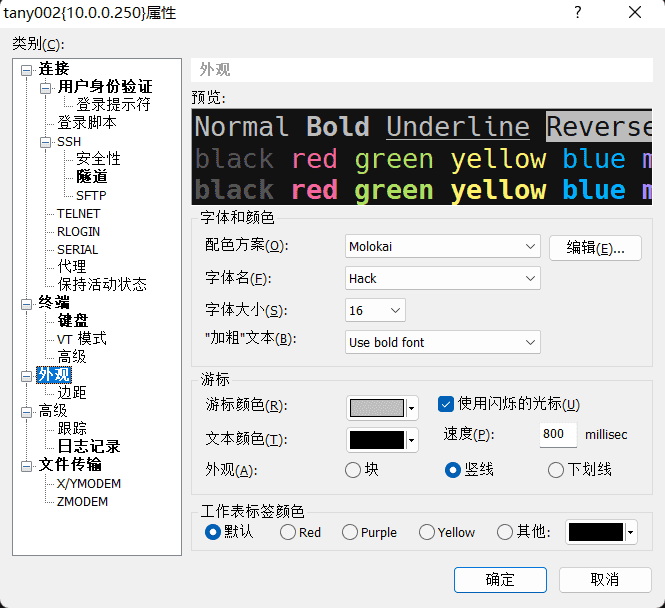 tany002{10.0.0.250}属性
类别(C):
连接
用户身份验证
登录提示符
登录脚本
SSH
安全性
隧道
SFTP
TELNET
RLOGIN
SERIAL
代理
保持活动状态
终端
键盘
VT 模式
高级
外观
边距
高级
跟踪
日志记录
文件传输
X/YMODEM
ZMODEM
外观
预览:
Normal Bold Underline Reverse
black red green yellow blue m
black red green yellow blue m
字体和颜色
配色方案(O): Molokai 编辑(E)...
字体名(F): Hack
字体大小(S): 16
"加粗"文本(B): Use bold font
游标
游标颜色(R): 使用闪烁的光标(U)
文本颜色(T): 速度(P): 800 millisec
外观(A): 块 竖线 下划线
工作表标签颜色
默认 Red Purple Yellow 其他:
确定 取消